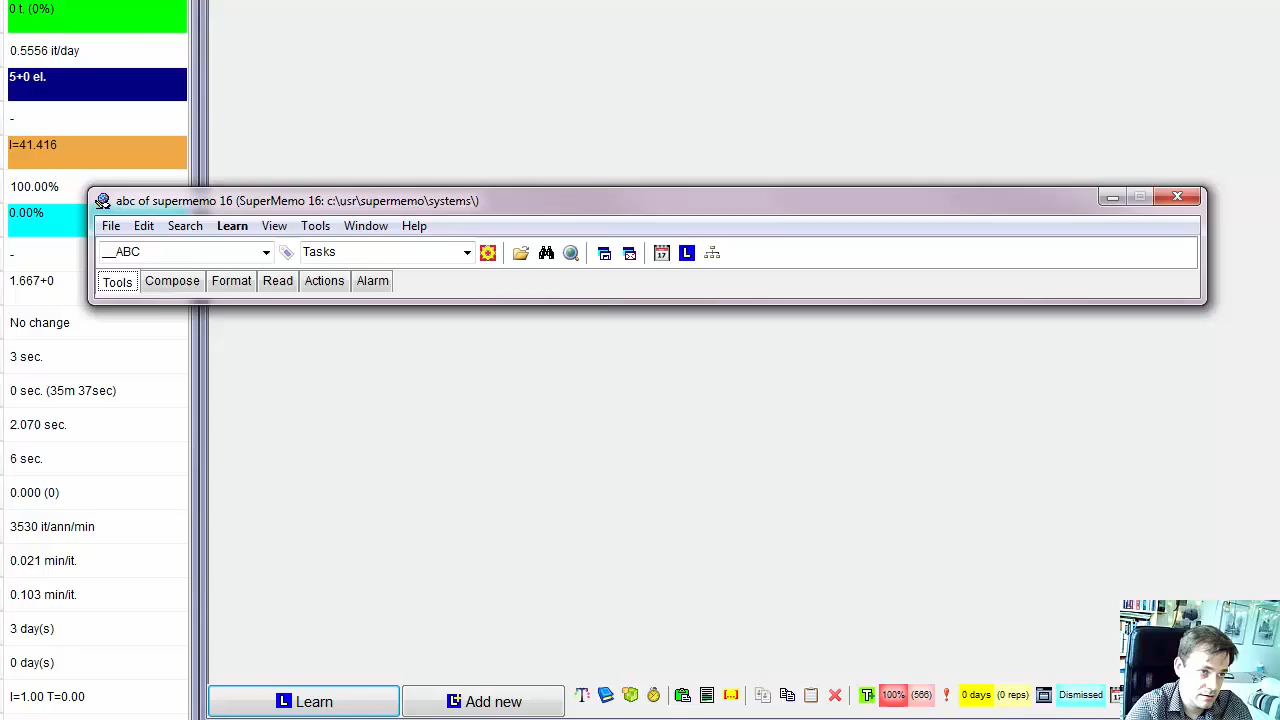 0 t. (0%)
0.5556 it/day
5+0 el.
-
I=41.416
100.00%
0.00%
-
1.667+0
No change
3 sec.
0 sec. (35m 37sec)
2.070 sec.
6 sec.
0.000 (0)
3530 it/ann/min
0.021 min/it.
0.103 min/it.
3 day(s)
0 day(s)
I=1.00 T=0.00
abc of supermemo 16 (SuperMemo 16: c:\usr\supermemo\systems\)
File Edit Search Learn View Tools Window Help
__ABC Tasks 17 L
Tools Compose Format Read Actions Alarm
L Learn Add new T 100% (566) 0 days (0 reps) Dismissed